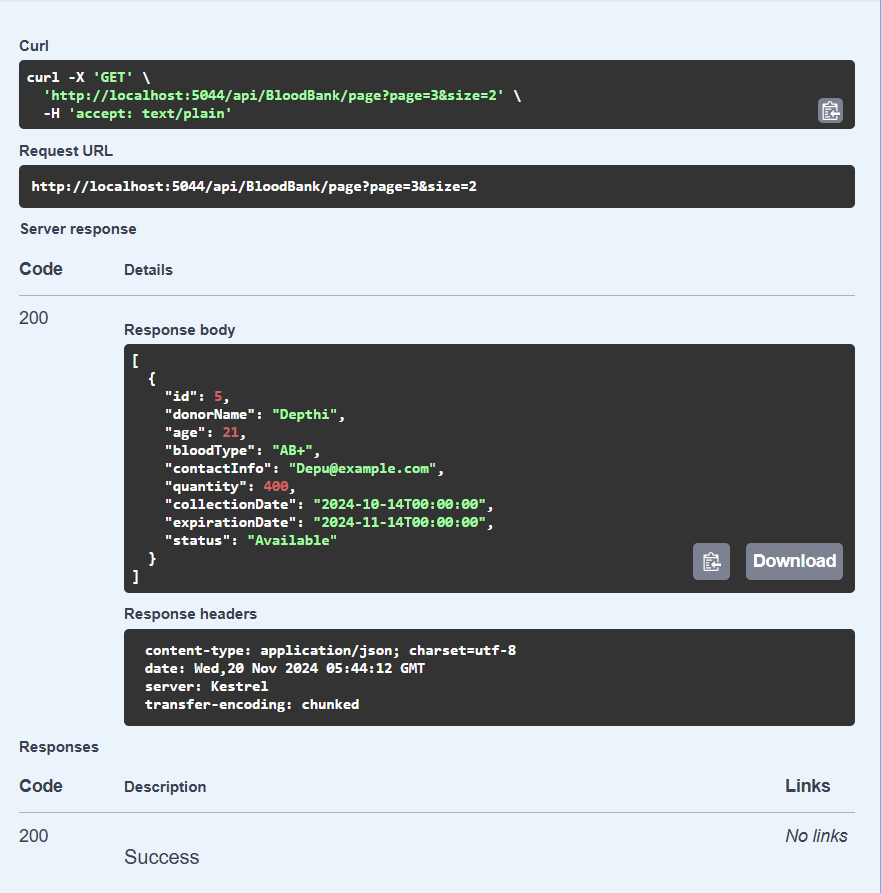 Curl
curl -X 'GET' \
'http://localhost:5044/api/BloodBank/page?page=3&size=2' \
-H 'accept: text/plain'
Request URL
http://localhost:5044/api/BloodBank/page?page=3&size=2
Server response
Code Details
200
Response body
[
{
"id": 5,
"donorName": "Depthi",
"age": 21,
"bloodType": "AB+",
"contactInfo": "Depu@example.com",
"quantity": 400,
"collectionDate": "2024-10-14T00:00:00",
"expirationDate": "2024-11-14T00:00:00",
"status": "Available"
}
]
Download
Response headers
content-type: application/json; charset=utf-8
date: Wed,20 Nov 2024 05:44:12 GMT
server: Kestrel
transfer-encoding: chunked
Responses
Code Description Links
200 No links
Success